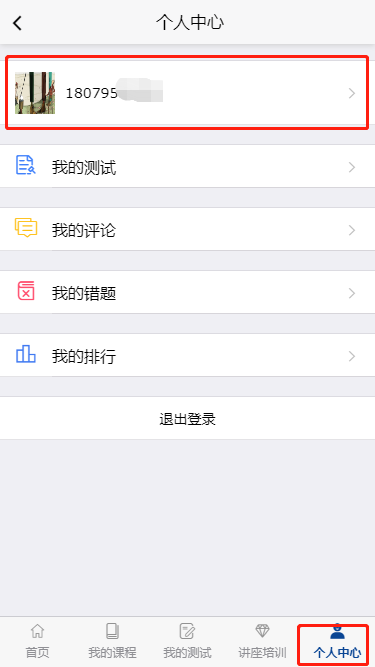 个人中心
180795
我的测试
我的评论
我的错题
我的排行
退出登录
首页 我的课程 我的测试 讲座培训 个人中心